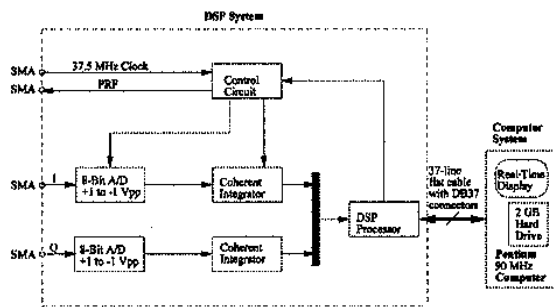 DSP System
SMA
37.5 MHz Clock
SMA
PRF
Control
Circuit
Computer
System
SMA
I
8-Bit A/D
+1 to -1 Vpp
Coherent
Integrator
37-line
flat cable
with DB37
connectors
Real-Time
Display
DSP
Processor
2 GB
Hard
Drive
SMA
Q
8-Bit A/D
+1 to -1 Vpp
Coherent
Integrator
Pentium
90 MHz
Computer